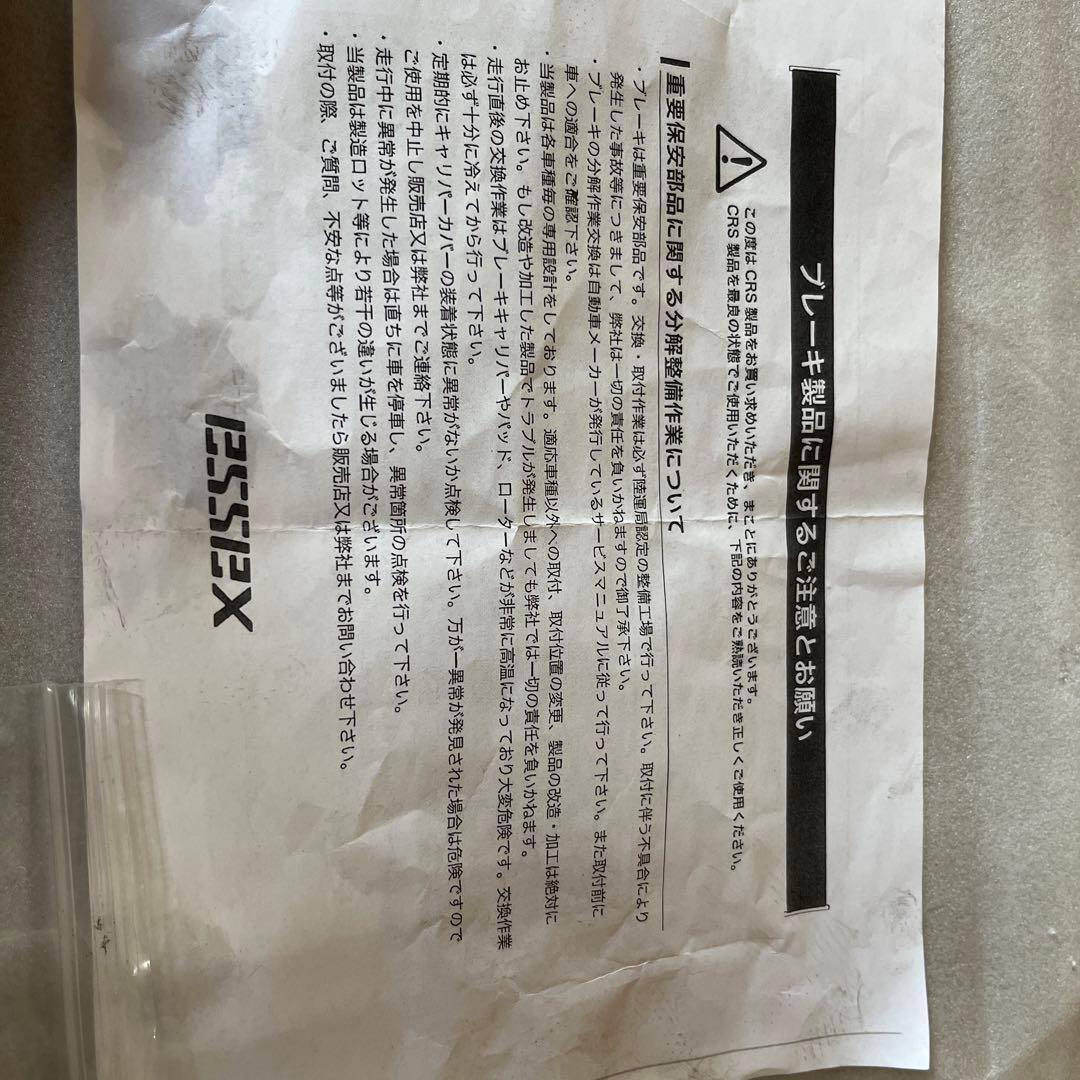 ブレーキ製品に関するご注意とお願い
この度は CRS 製品をお買い求めいただき、まことにありがとうございます。
CRS 製品を最良の状態でご使用いただくために、下記の内容をご熟読いただき正しくご使用ください。
重要保安部品に関する分解整備作業について
・ブレーキは重要保安部品です。交換・取付作業は必ず陸運局認定の整備工場で行って下さい。取付に伴う不具合により
発生した事故等につきまして、弊社は一切の責任を負いかねますので御了承下さい。
・ブレーキの分解作業交換は自動車メーカーが発行しているサービスマニュアルに従って行って下さい。また取付前に
車への適合をご確認下さい。
・当製品は各車種毎の専用設計をしております。適応車種以外への取付、取付位置の変更、製品の改造・加工は絶対に
お止め下さい。もし改造や加工した製品でトラブルが発生しましても弊社では一切の責任を負いかねます。
・走行直後の交換作業はブレーキキャリパーやパッド、ローターなどが非常に高温になっており大変危険です。交換作業
は必ず十分に冷えてから行って下さい。
・定期的にキャリパーカバーの装着状態に異常がないか点検して下さい。万が一異常が発見された場合は危険ですので
ご使用を中止し販売店又は弊社までご連絡下さい。
・走行中に異常が発生した場合は直ちに車を停車し、異常箇所の点検を行って下さい。
・当製品は製造ロット等により若干の違いが生じる場合がございます。
・取付の際、ご質問、不安な点等がございましたら販売店又は弊社までお問い合わせ下さい。
ESSEX